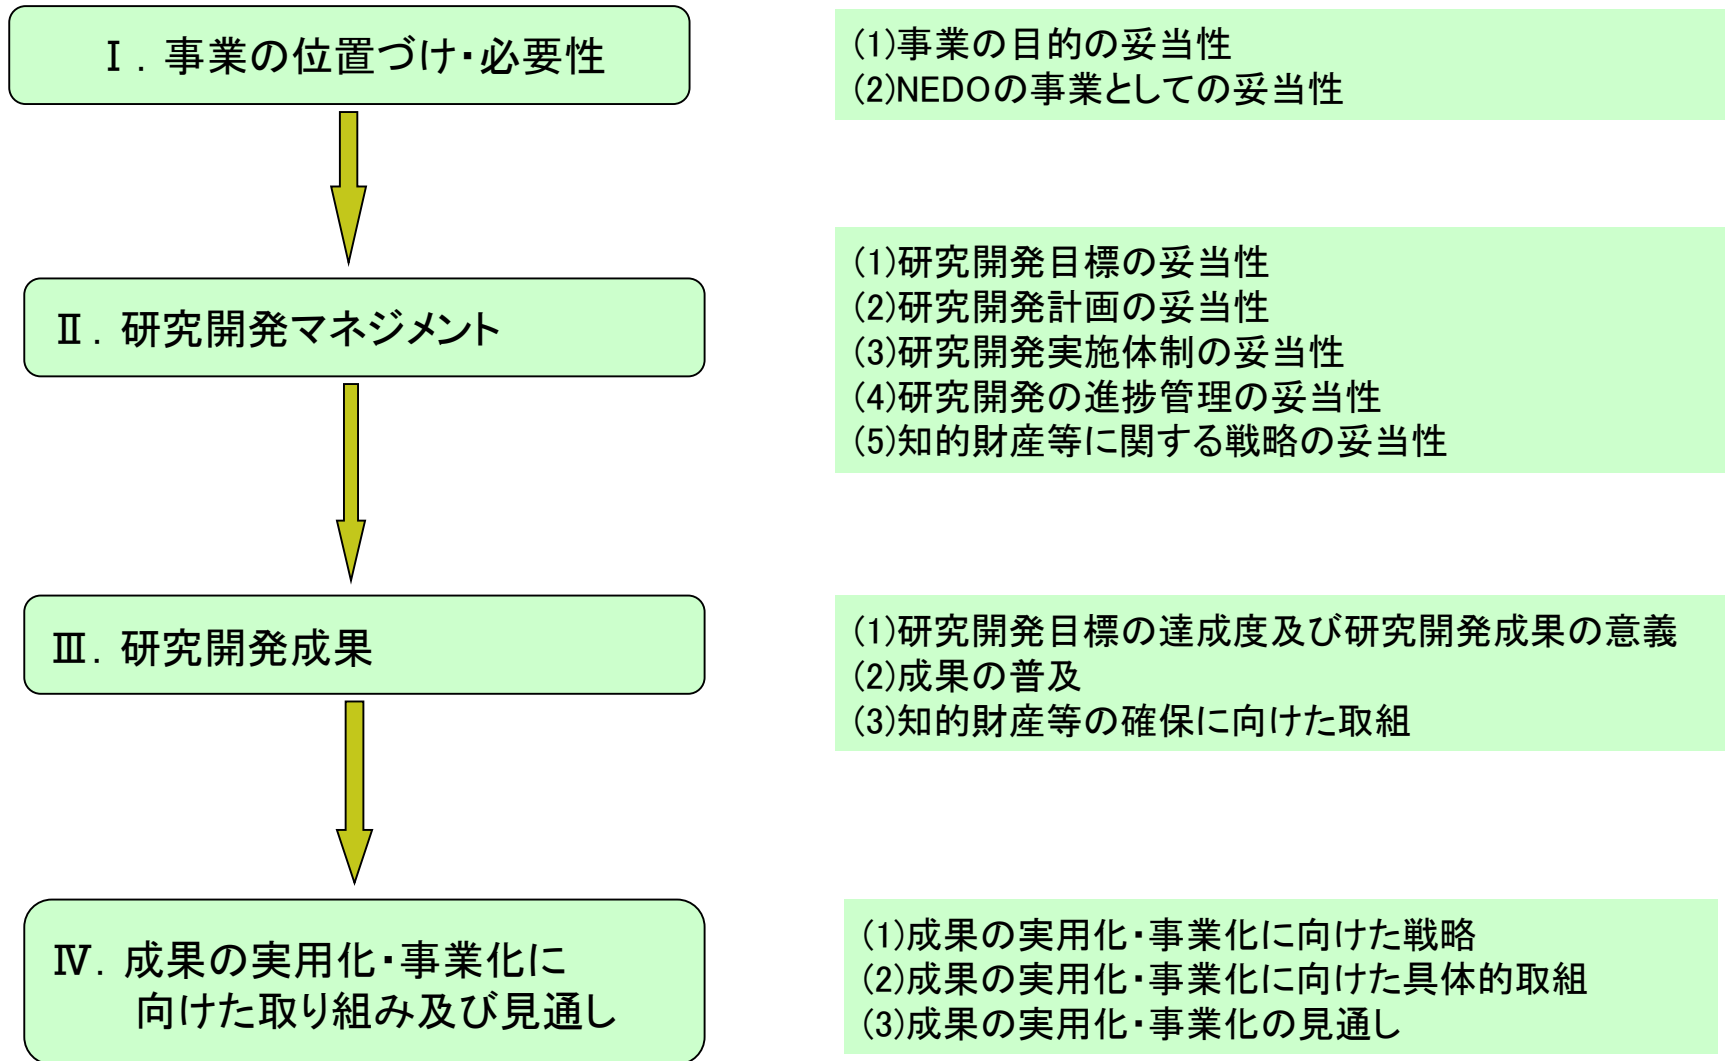 Ⅰ．事業の位置づけ・必要性
(1)事業の目的の妥当性
(2)NEDOの事業としての妥当性
Ⅱ．研究開発マネジメント
(1)研究開発目標の妥当性
(2)研究開発計画の妥当性
(3)研究開発実施体制の妥当性
(4)研究開発の進捗管理の妥当性
(5)知的財産等に関する戦略の妥当性
Ⅲ．研究開発成果
(1)研究開発目標の達成度及び研究開発成果の意義
(2)成果の普及
(3)知的財産等の確保に向けた取組
Ⅳ．成果の実用化・事業化に
向けた取り組み及び見通し
(1)成果の実用化・事業化に向けた戦略
(2)成果の実用化・事業化に向けた具体的取組
(3)成果の実用化・事業化の見通し